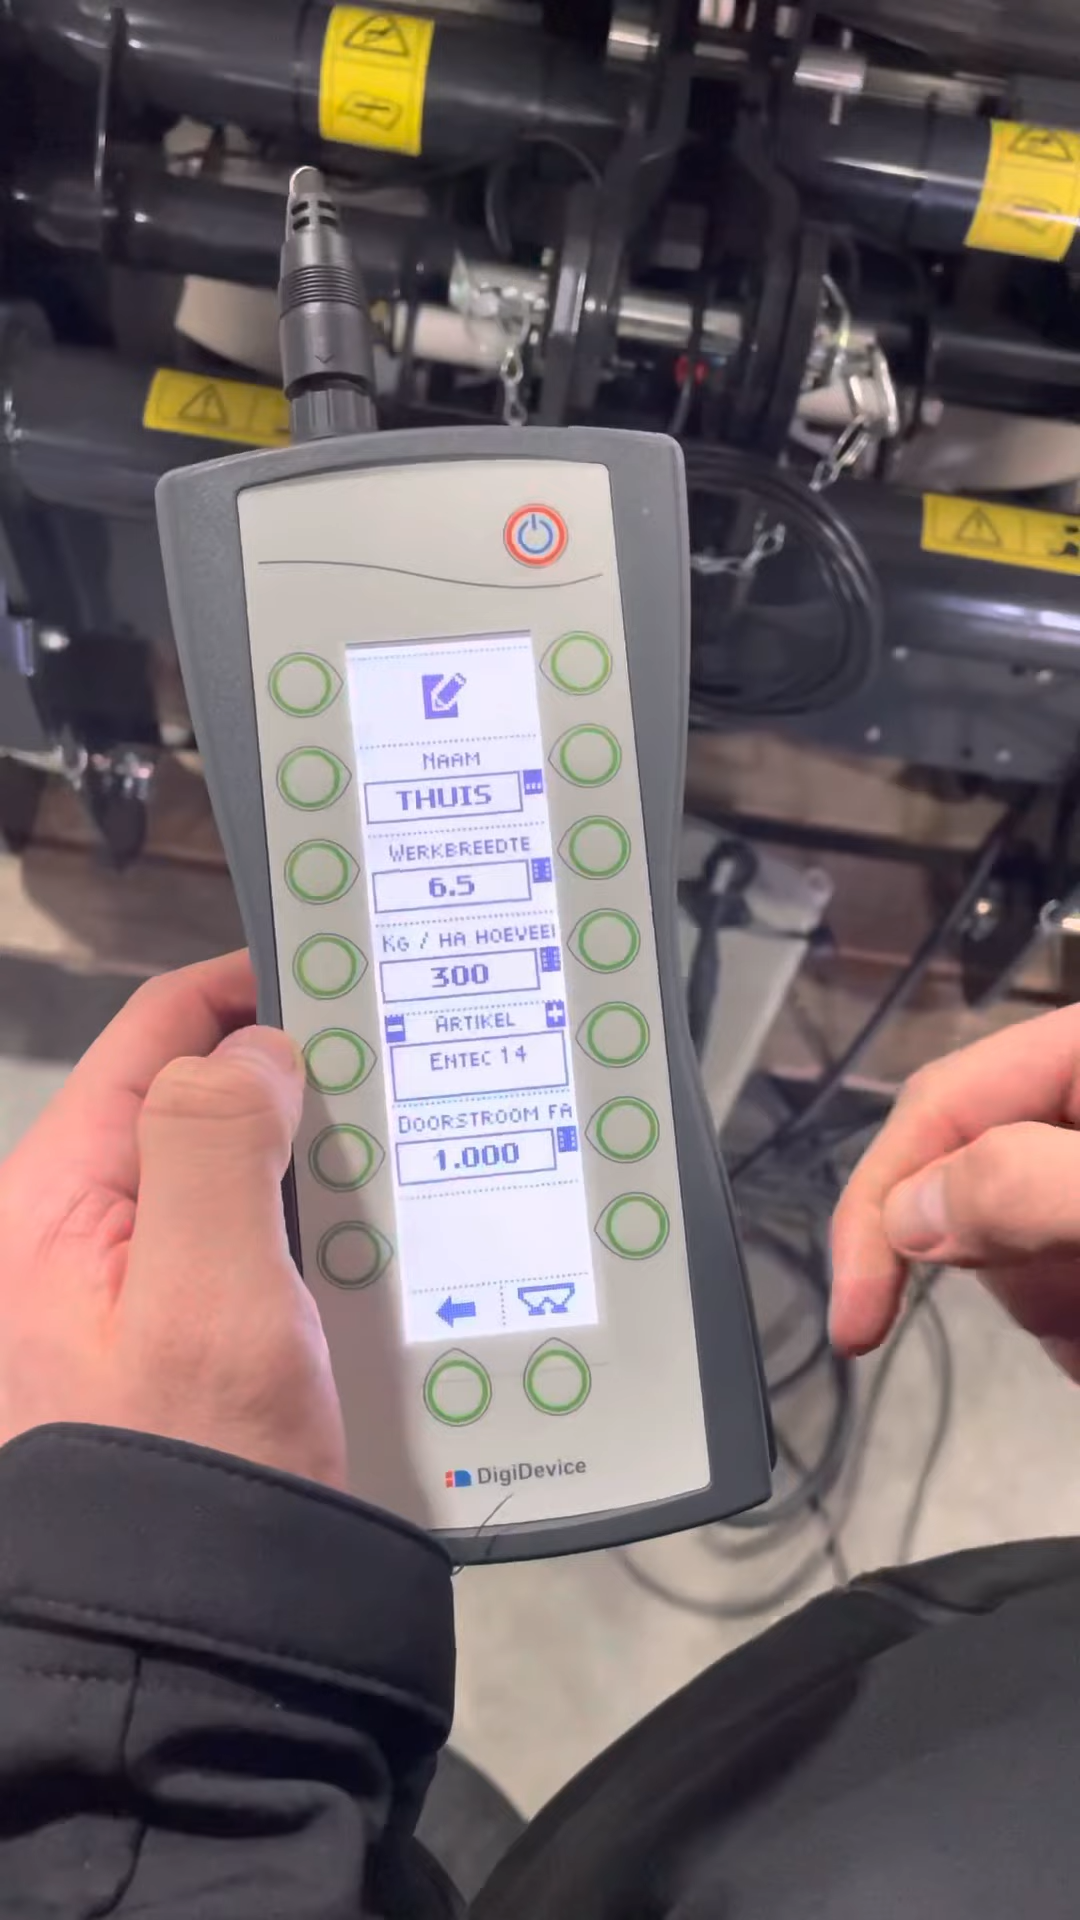 NAAM
THUIS
WERKBREEDTE
6.5
KG / HA HOEVEE
300
ARTIKEL
ENTEC 14
DOORSTROOM FA
1.000
DigiDevice